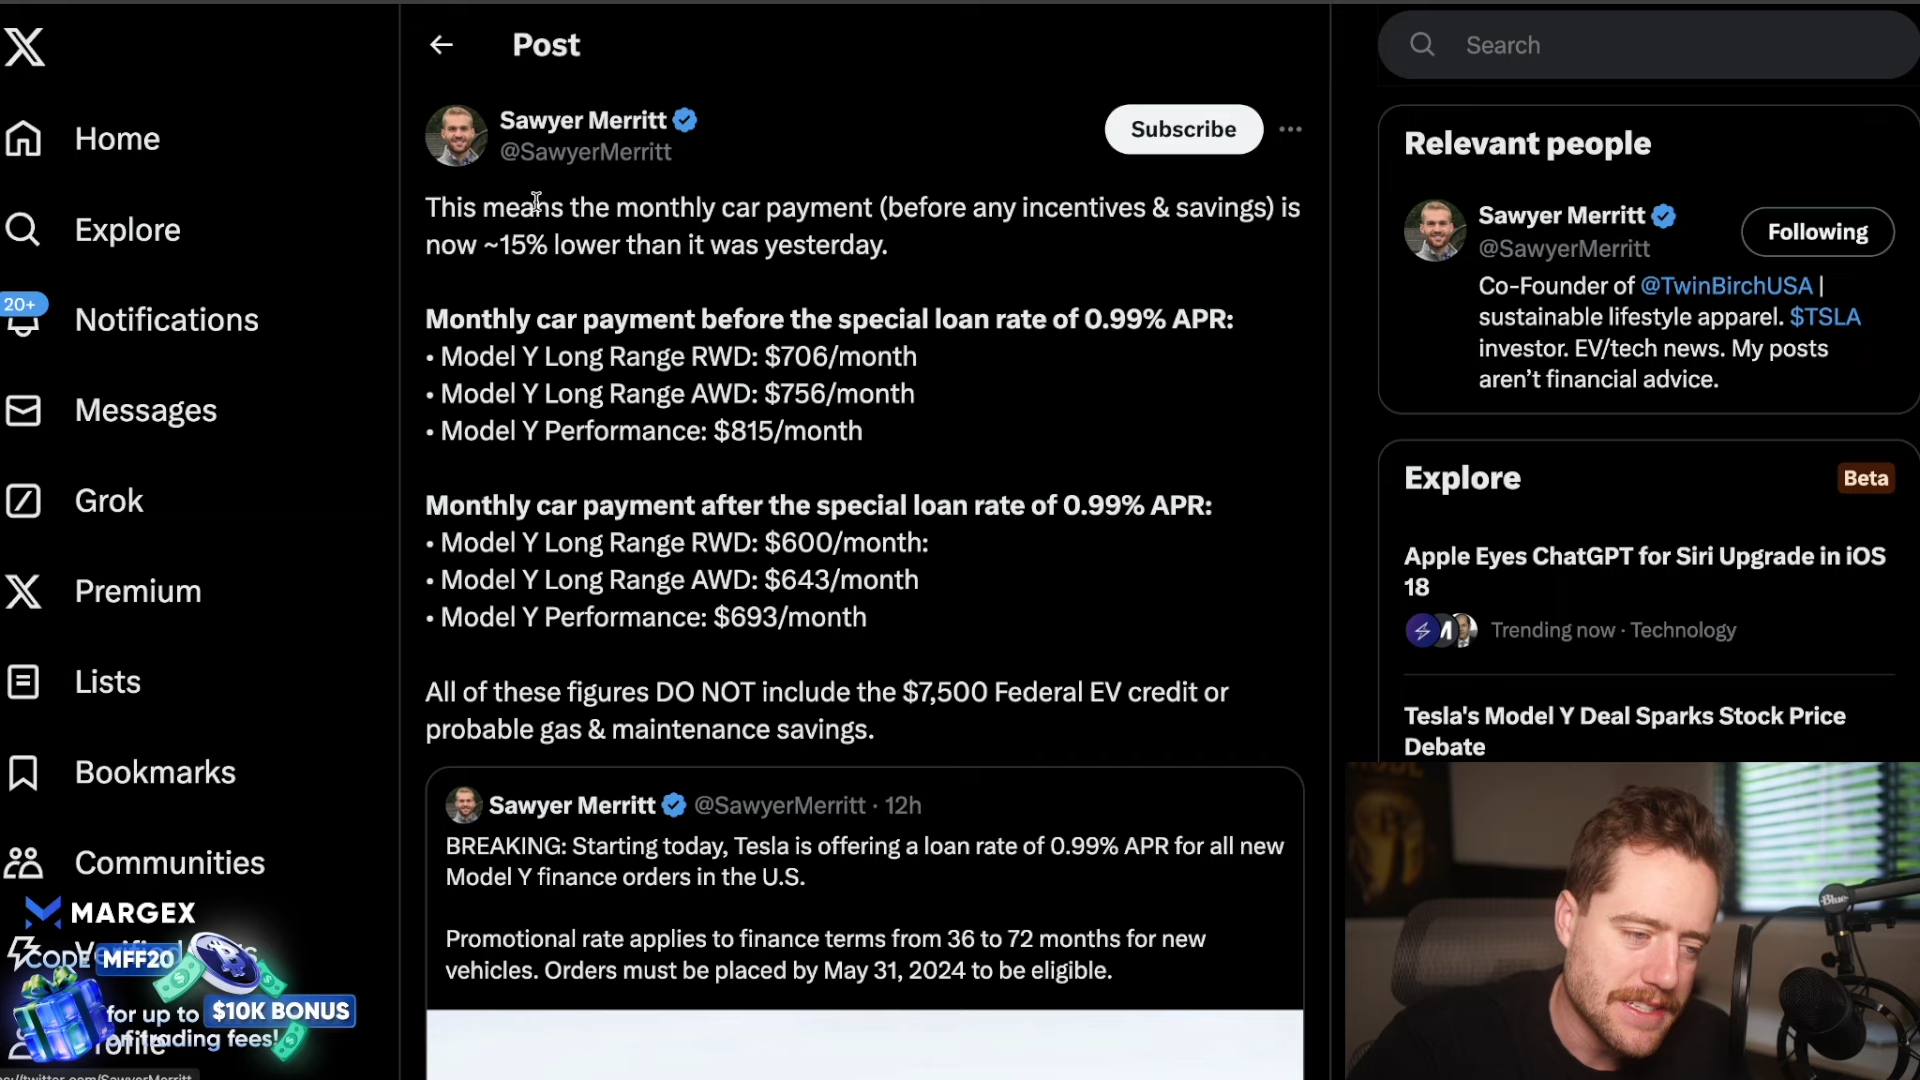 Home
Explore
20+
Notifications
Messages
Grok
Premium
Lists
Bookmarks
Communities
MARGEX
CODE MFF20
for up to $10K BONUS
on trading fees!
Profile
Post
Sawyer Merritt
@SawyerMerritt
Subscribe
This means the monthly car payment (before any incentives & savings) is
now ~15% lower than it was yesterday.
Monthly car payment before the special loan rate of 0.99% APR:
• Model Y Long Range RWD: $706/month
• Model Y Long Range AWD: $756/month
• Model Y Performance: $815/month
Monthly car payment after the special loan rate of 0.99% APR:
• Model Y Long Range RWD: $600/month:
• Model Y Long Range AWD: $643/month
• Model Y Performance: $693/month
All of these figures DO NOT include the $7,500 Federal EV credit or
probable gas & maintenance savings.
Sawyer Merritt @SawyerMerritt · 12h
BREAKING: Starting today, Tesla is offering a loan rate of 0.99% APR for all new
Model Y finance orders in the U.S.
Promotional rate applies to finance terms from 36 to 72 months for new
vehicles. Orders must be placed by May 31, 2024 to be eligible.
Search
Relevant people
Sawyer Merritt
@SawyerMerritt
Following
Co-Founder of @TwinBirchUSA |
sustainable lifestyle apparel. $TSLA
investor. EV/tech news. My posts
aren’t financial advice.
Explore
Beta
Apple Eyes ChatGPT for Siri Upgrade in iOS
18
Trending now · Technology
Tesla's Model Y Deal Sparks Stock Price
Debate
Blue